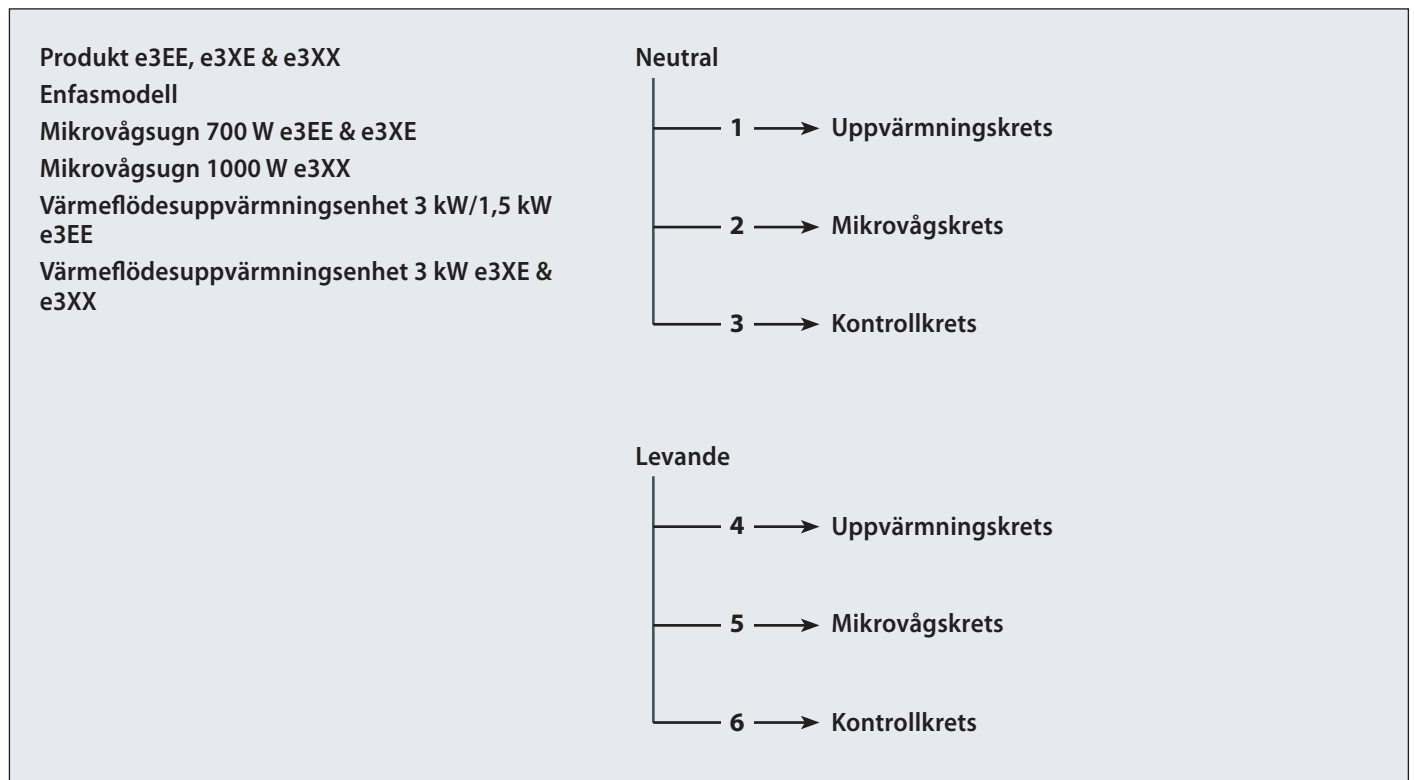 Produkt e3EE, e3XE & e3XX
Enfasmodell
Mikrovågsugn 700 W e3EE & e3XE
Mikrovågsugn 1000 W e3XX
Värmeflödesuppvärmningsenhet 3 kW/1,5 kW
e3EE
Värmeflödesuppvärmningsenhet 3 kW e3XE &
e3XX
Neutral
1 Uppvärmningskrets
2 Mikrovågskrets
3 Kontrollkrets
Levande
4 Uppvärmningskrets
5 Mikrovågskrets
6 Kontrollkrets